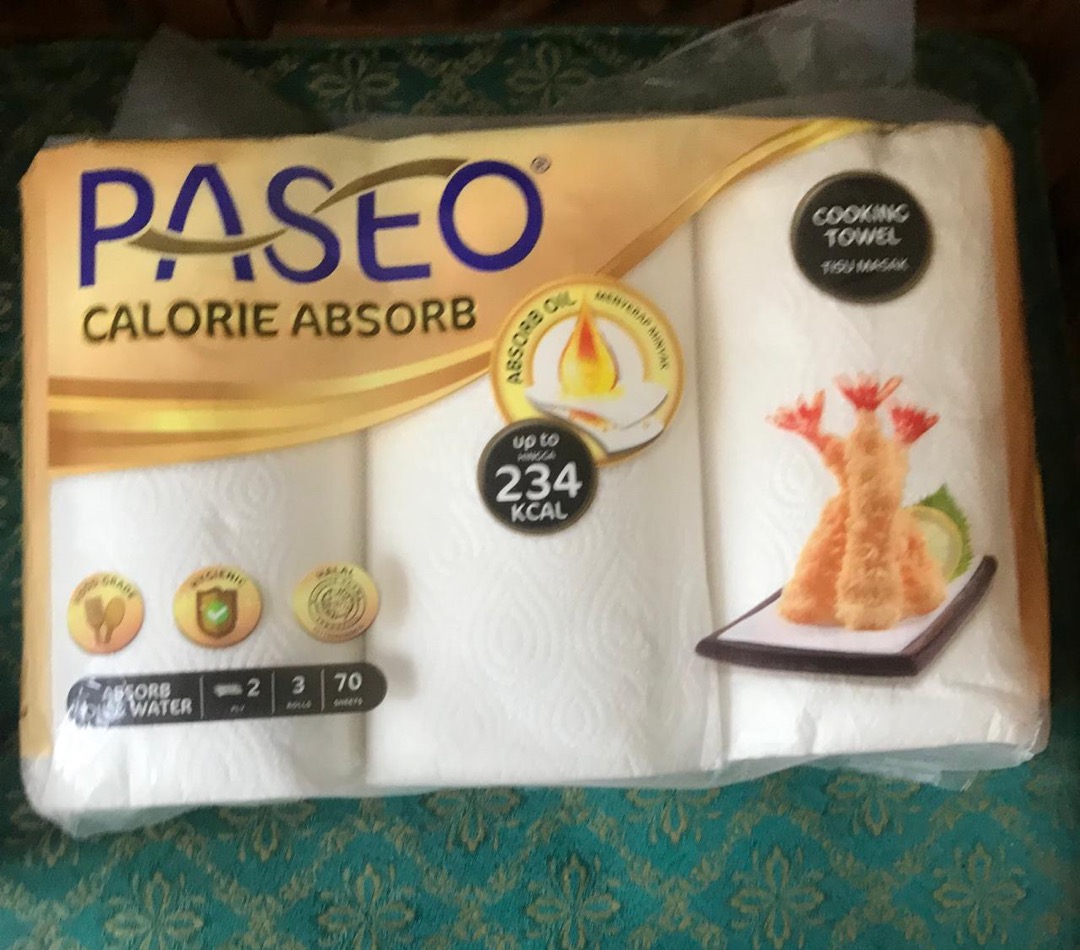 PASEO®
CALORIE ABSORB
COOKING
TOWEL
TISU MASAK
ABSORB OIL
MENYERAP MINYAK
up to
HINGGA
234
KCAL
FOOD GRADE
HYGIENIC
HALAL
ABSORB
WATER
2
PLY
3
ROLLS
70
SHEETS